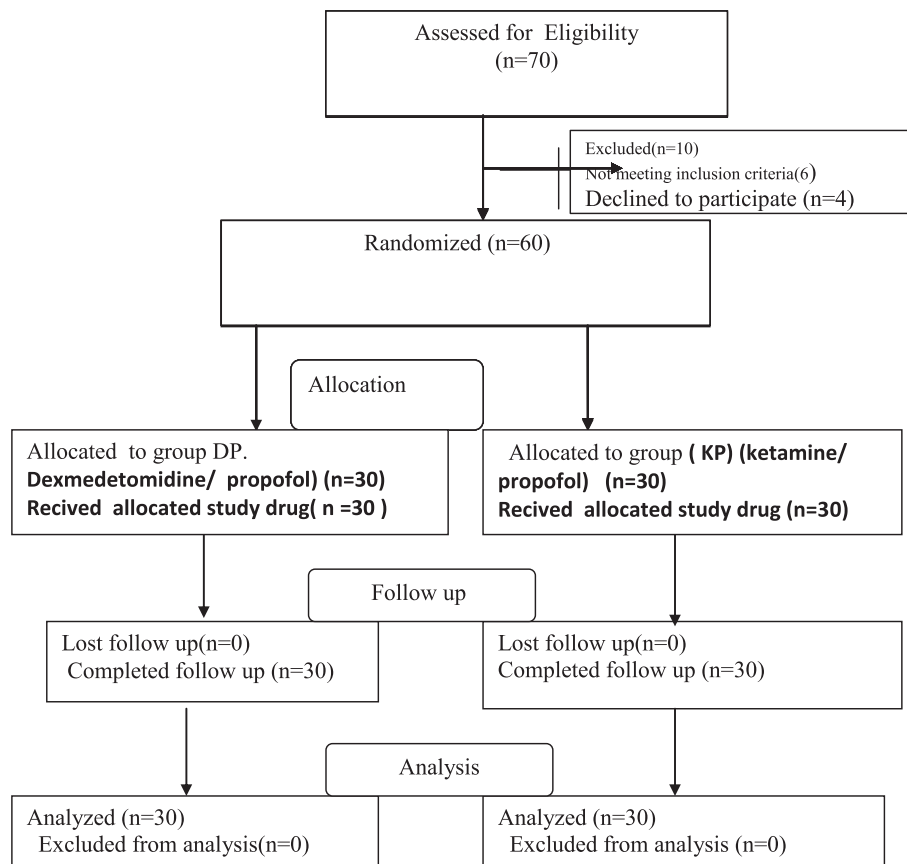 Assessed for Eligibility
(n=70)
Excluded(n=10)
Not meeting inclusion criteria(6)
Declined to participate (n=4)
Randomized (n=60)
Allocation
Allocated to group DP.
Dexmedetomidine/ propofol) (n=30)
Recived allocated study drug( n =30 )
Allocated to group ( KP) (ketamine/
propofol) (n=30)
Recived allocated study drug (n=30)
Follow up
Lost follow up(n=0)
Completed follow up (n=30)
Lost follow up(n=0)
Completed follow up (n=30)
Analysis
Analyzed (n=30)
Excluded from analysis(n=0)
Analyzed (n=30)
Excluded from analysis (n=0)